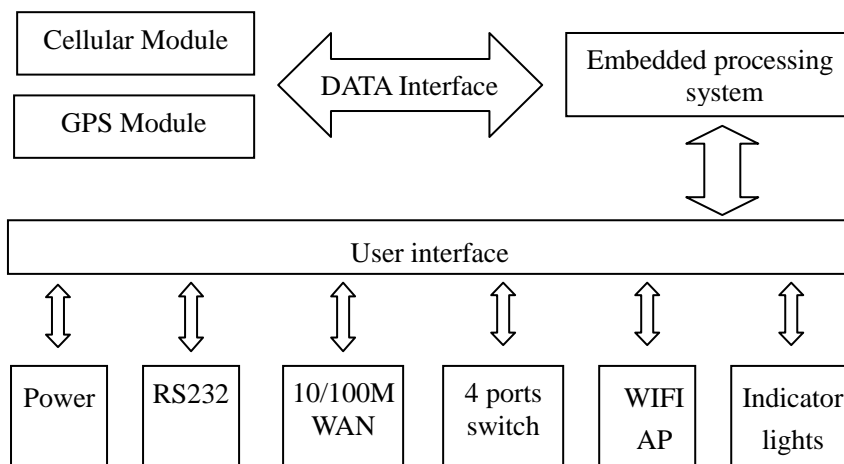 Cellular Module
GPS Module
DATA Interface
Embedded processing
system
User interface
Power
RS232
10/100M
WAN
4 ports
switch
WIFI
AP
Indicator
lights